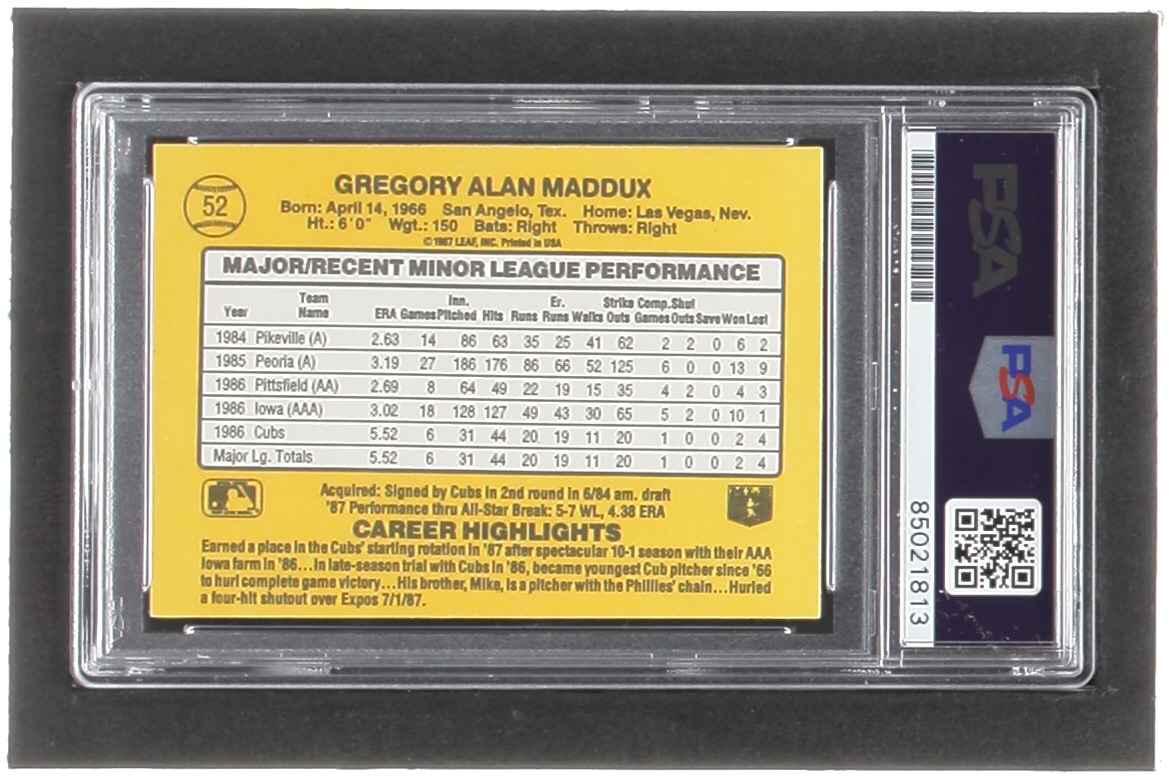 52
GREGORY ALAN MADDUX
Born: April 14, 1966 San Angelo, Tex. Home: Las Vegas, Nev.
Ht.: 6'0" Wgt.: 150 Bats: Right Throws: Right
©1987 LEAF, INC. Printed in USA
MAJOR/RECENT MINOR LEAGUE PERFORMANCE
Year Team Name ERA Games Inn. Pitched Hits Runs Er. Runs Walks Strike Outs Comp. Games Shut Outs Save Won Lost
1984 Pikeville (A) 2.63 14 86 63 35 25 41 62 2 2 0 6 2
1985 Peoria (A) 3.19 27 186 176 86 66 52 125 6 0 0 13 9
1986 Pittsfield (AA) 2.69 8 64 49 22 19 15 35 4 2 0 4 3
1986 Iowa (AAA) 3.02 18 128 127 49 43 30 65 5 2 0 10 1
1986 Cubs 5.52 6 31 44 20 19 11 20 1 0 0 2 4
Major Lg. Totals 5.52 6 31 44 20 19 11 20 1 0 0 2 4
Acquired: Signed by Cubs in 2nd round in 6/84 am. draft
'87 Performance thru All-Star Break: 5-7 WL, 4.38 ERA
CAREER HIGHLIGHTS
Earned a place in the Cubs' starting rotation in '87 after spectacular 10-1 season with their AAA
Iowa farm in '86...In late-season trial with Cubs in '86, became youngest Cub pitcher since '66
to hurl complete game victory...His brother, Mike, is a pitcher with the Phillies' chain...Hurled
a four-hit shutout over Expos 7/1/87.
PSA
PSA
85021813